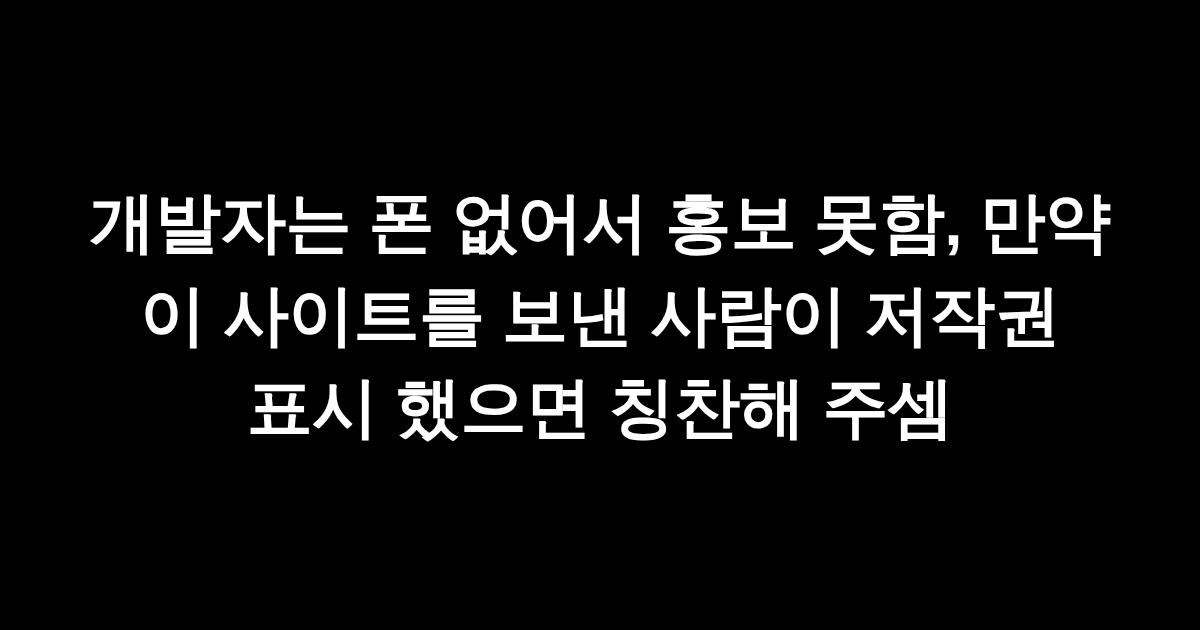 개발자는 폰 없어서 홍보 못함, 만약
이 사이트를 보낸 사람이 저작권
표시 했으면 칭찬해 주셈